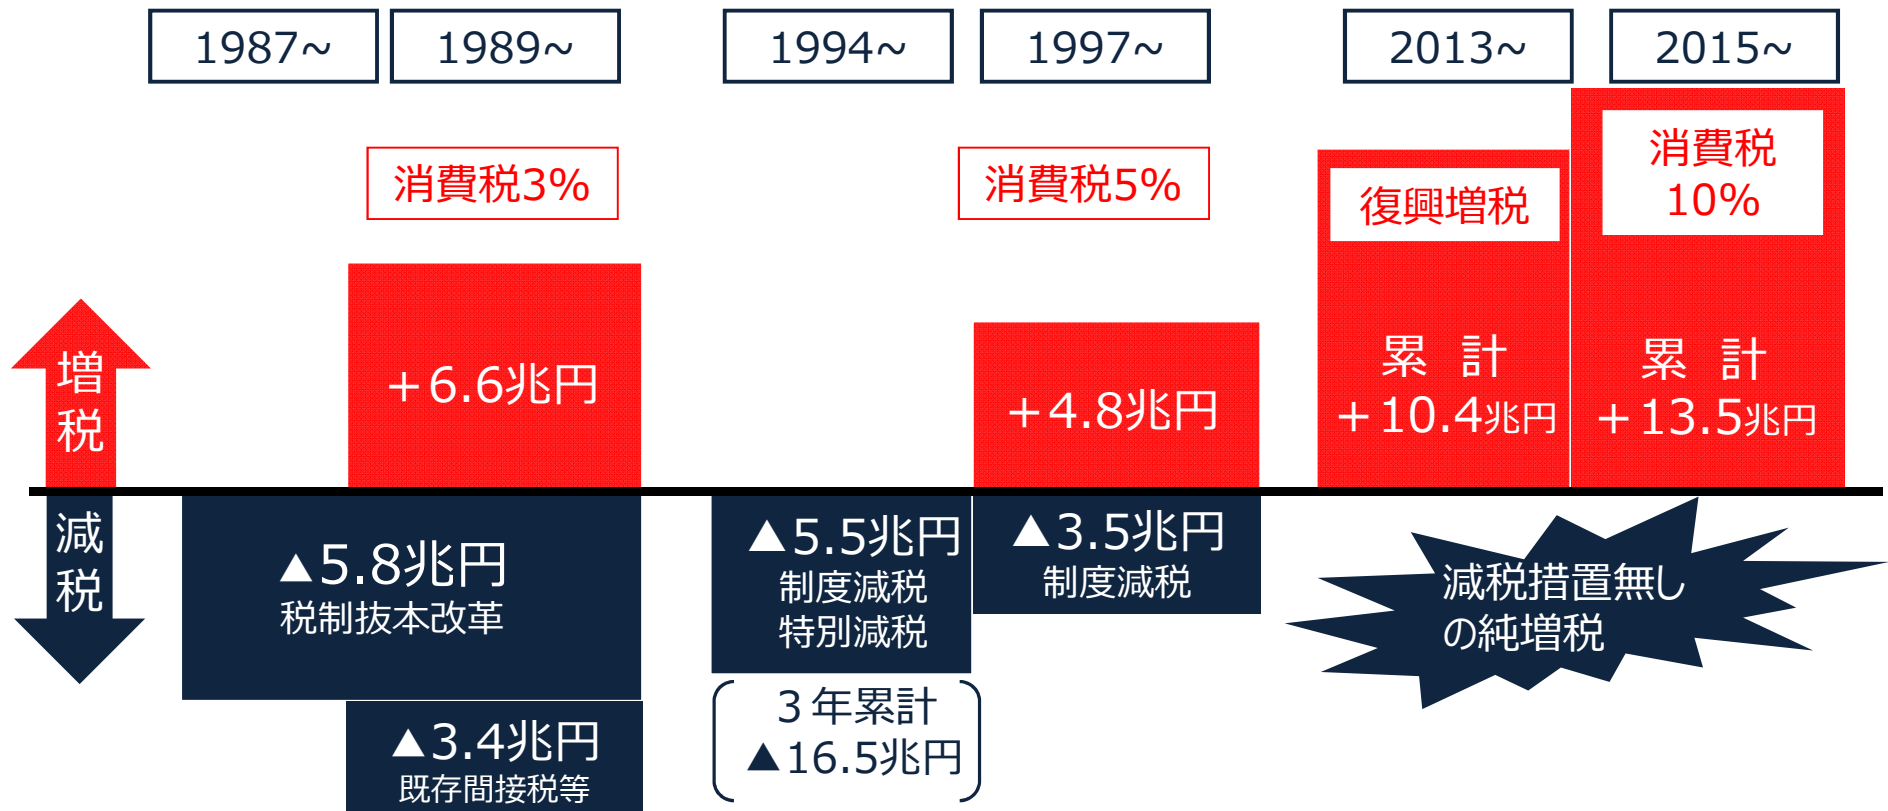 1987~
1989~
1994~
1997~
2013~
2015~
消費税3%
消費税5%
復興増税
消費税
10%
増税
+6.6兆円
+4.8兆円
累 計
+10.4兆円
累 計
+13.5兆円
減税
▲5.8兆円
税制抜本改革
▲3.4兆円
既存間接税等
▲5.5兆円
制度減税
特別減税
3年累計
▲16.5兆円
▲3.5兆円
制度減税
減税措置無し
の純増税